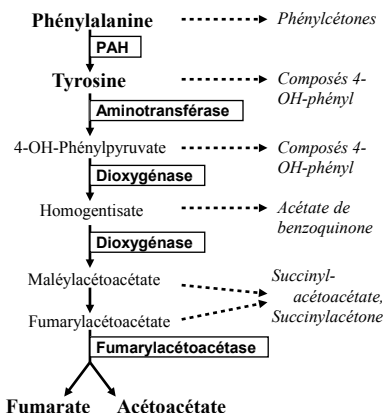 Phénylalanine
Phénylcétones
PAH
Tyrosine
Composés 4-
OH-phényl
Aminotransférase
4-OH-Phénylpyruvate
Composés 4-
OH-phényl
Dioxygénase
Homogentisate
Acétate de
benzoquinone
Dioxygénase
Maléylacétoacétate
Succinyl-
acétoacétate,
Succinylacétone
Fumarylacétoacétate
Fumarylacétoacétase
Fumarate Acétoacétate